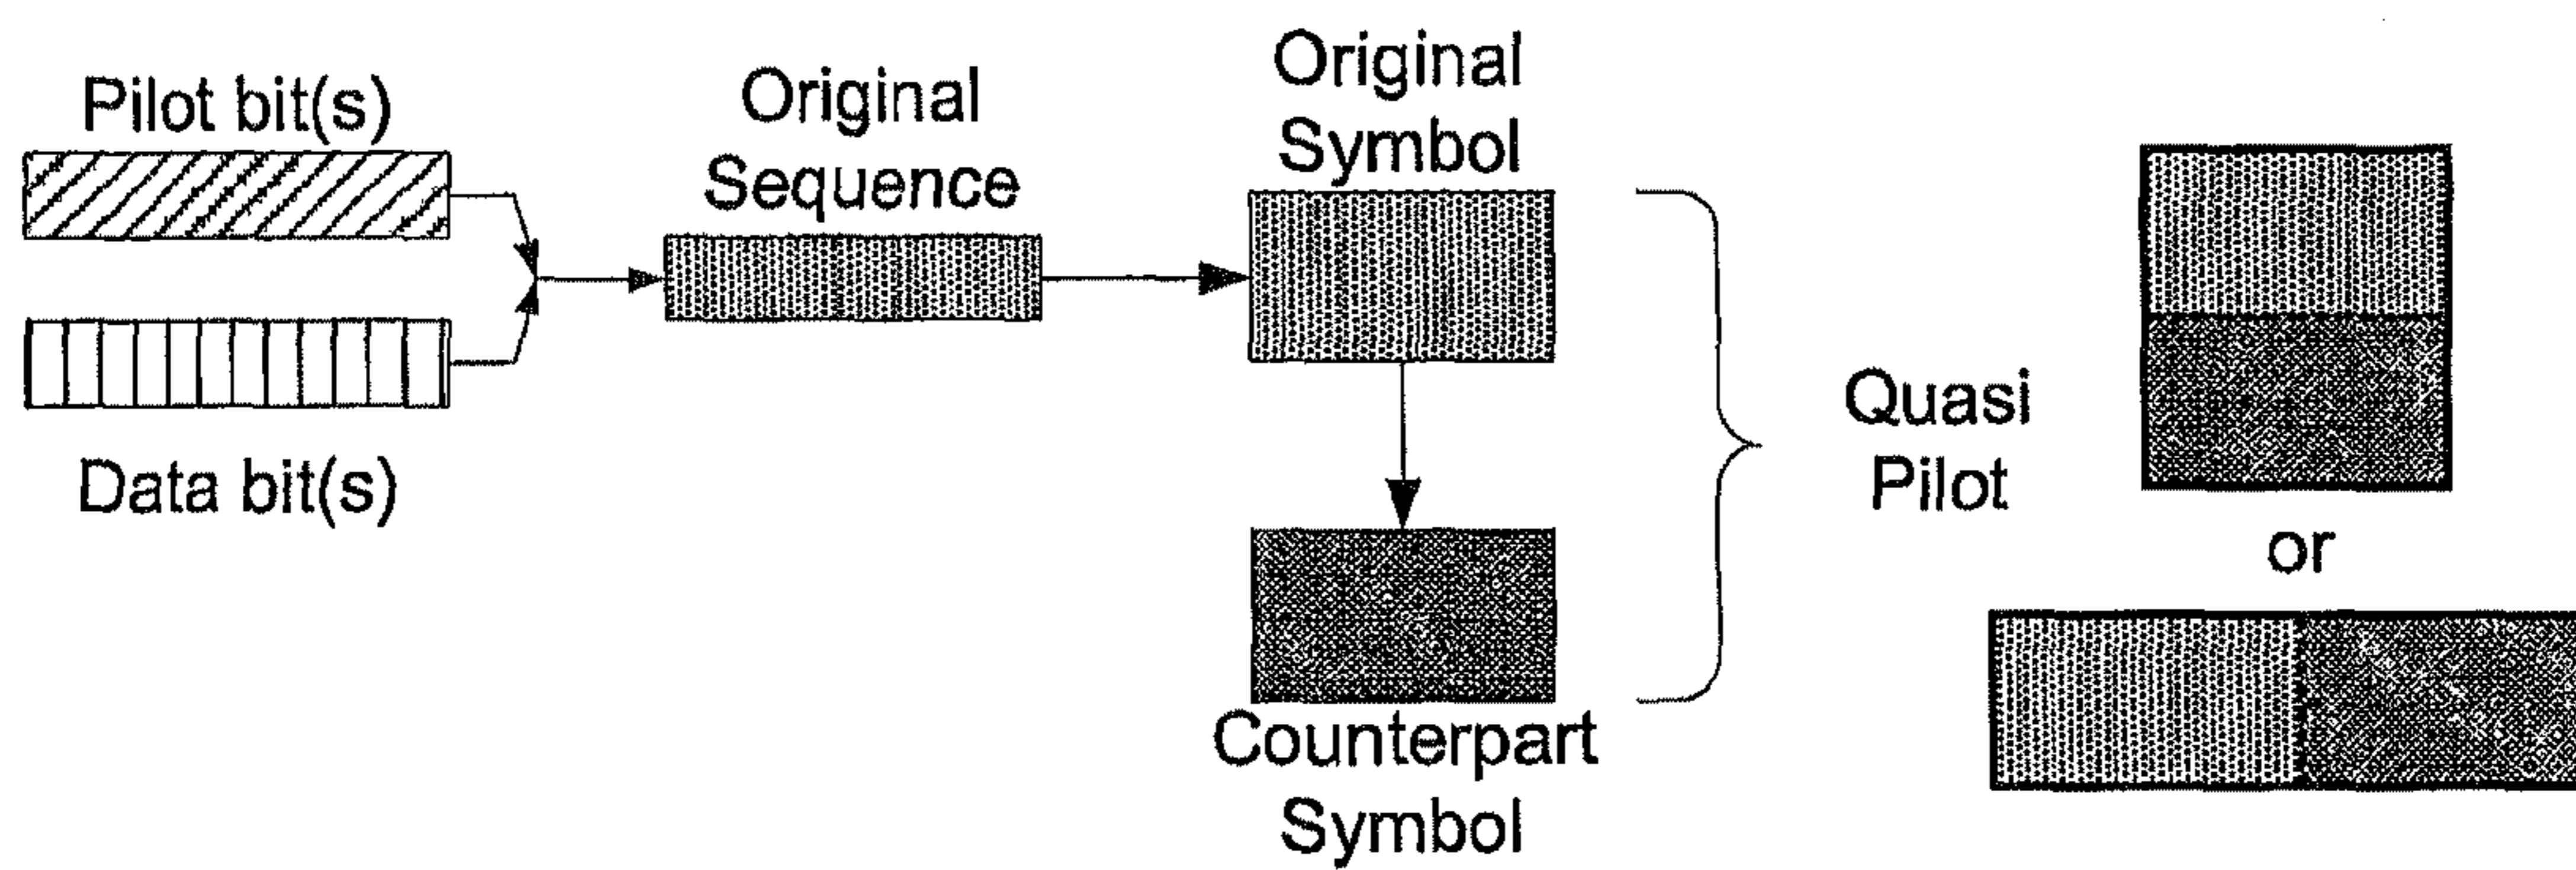 Pilot bit(s)
Data bit(s)
Original
Sequence
Original
Symbol
Counterpart
Symbol
Quasi
Pilot
or